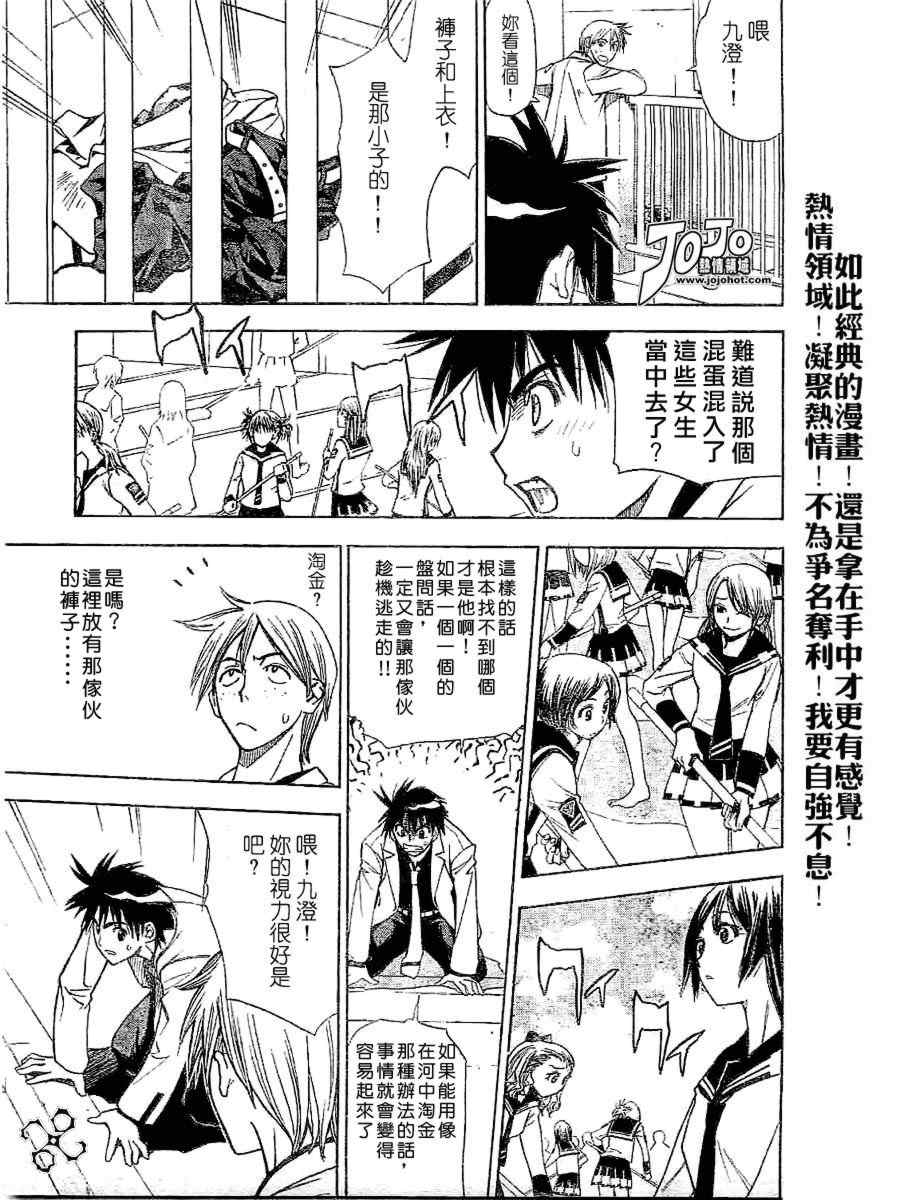 喂
九澄！
妳看這個！
褲子和上衣！
是那小子的！！
JOJO
熱情領域
www.jojohot.com
難道説那個
混蛋混入了
這些女生
當中去了？
這樣的話
根本找不到哪個
才是他啊！
如果一個一個的
盤問話，
一定又會讓那傢伙
趁機逃走的!!
淘金？
是嗎？
這裡放有那傢伙
的褲子……
如果能用像
在河中淘金
那種辦法的話，
事情就會變得
容易起來了
喂！九澄！
妳的視力很好是
吧？
如此經典的漫畫！還是拿在手中才更有感覺！
熱情領域！凝聚熱情！不為爭名奪利！我要自強不息！